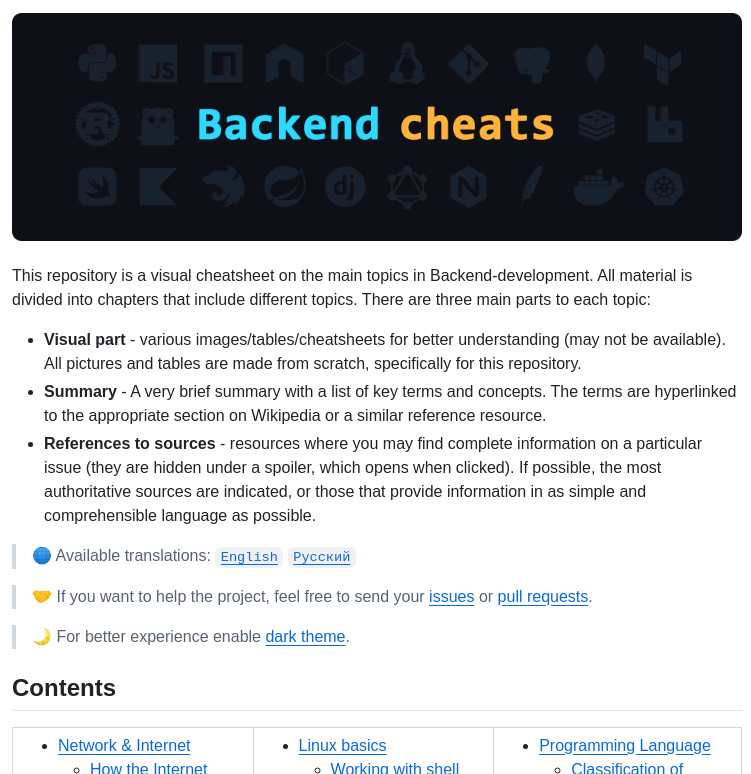 Backend cheats
This repository is a visual cheatsheet on the main topics in Backend-development. All material is
divided into chapters that include different topics. There are three main parts to each topic:
Visual part - various images/tables/cheatsheets for better understanding (may not be available).
All pictures and tables are made from scratch, specifically for this repository.
Summary - A very brief summary with a list of key terms and concepts. The terms are hyperlinked
to the appropriate section on Wikipedia or a similar reference resource.
References to sources - resources where you may find complete information on a particular
issue (they are hidden under a spoiler, which opens when clicked). If possible, the most
authoritative sources are indicated, or those that provide information in as simple and
comprehensible language as possible.
Available translations: English Русский
If you want to help the project, feel free to send your issues or pull requests.
For better experience enable dark theme.
Contents
Network & Internet
How the Internet
Linux basics
Working with shell
Programming Language
Classification of